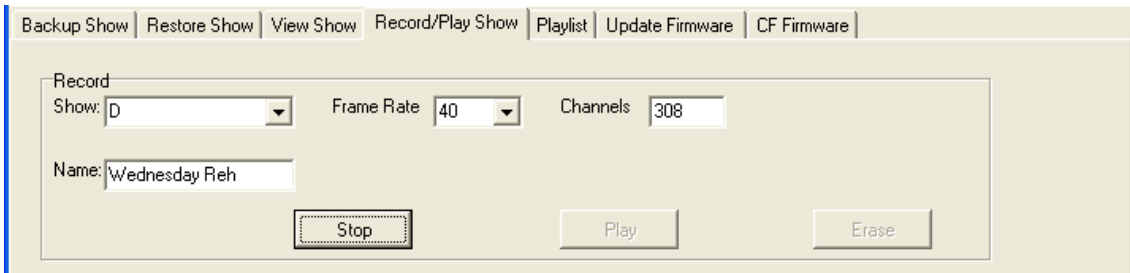 Backup Show Restore Show View Show Record/Play Show Playlist Update Firmware CF Firmware
Record
Show: D Frame Rate 40 Channels 308
Name: Wednesday Reh
Stop Play Erase